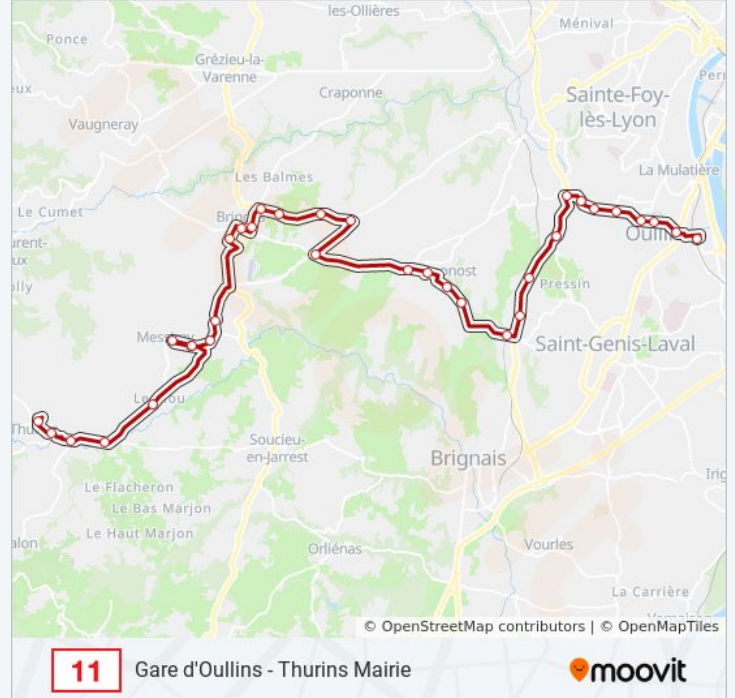 les-Ollières
Ménival
Ponce
Grézieu-la-
Varenne
Craponne
Sainte-Foy-
lès-Lyon
Vaugneray
La Mulatière
Les Balmes
Le Cumet
Pressin
Saint-Genis-Laval
Soucieu-
en-Jarrest
Brignais
Le Flacheron
Le Bas Marjon
Le Haut Marjon
Orliénas
Vourles
La Carrière
© OpenStreetMap contributors | © OpenMapTiles
11 Gare d'Oullins - Thurins Mairie
moovit